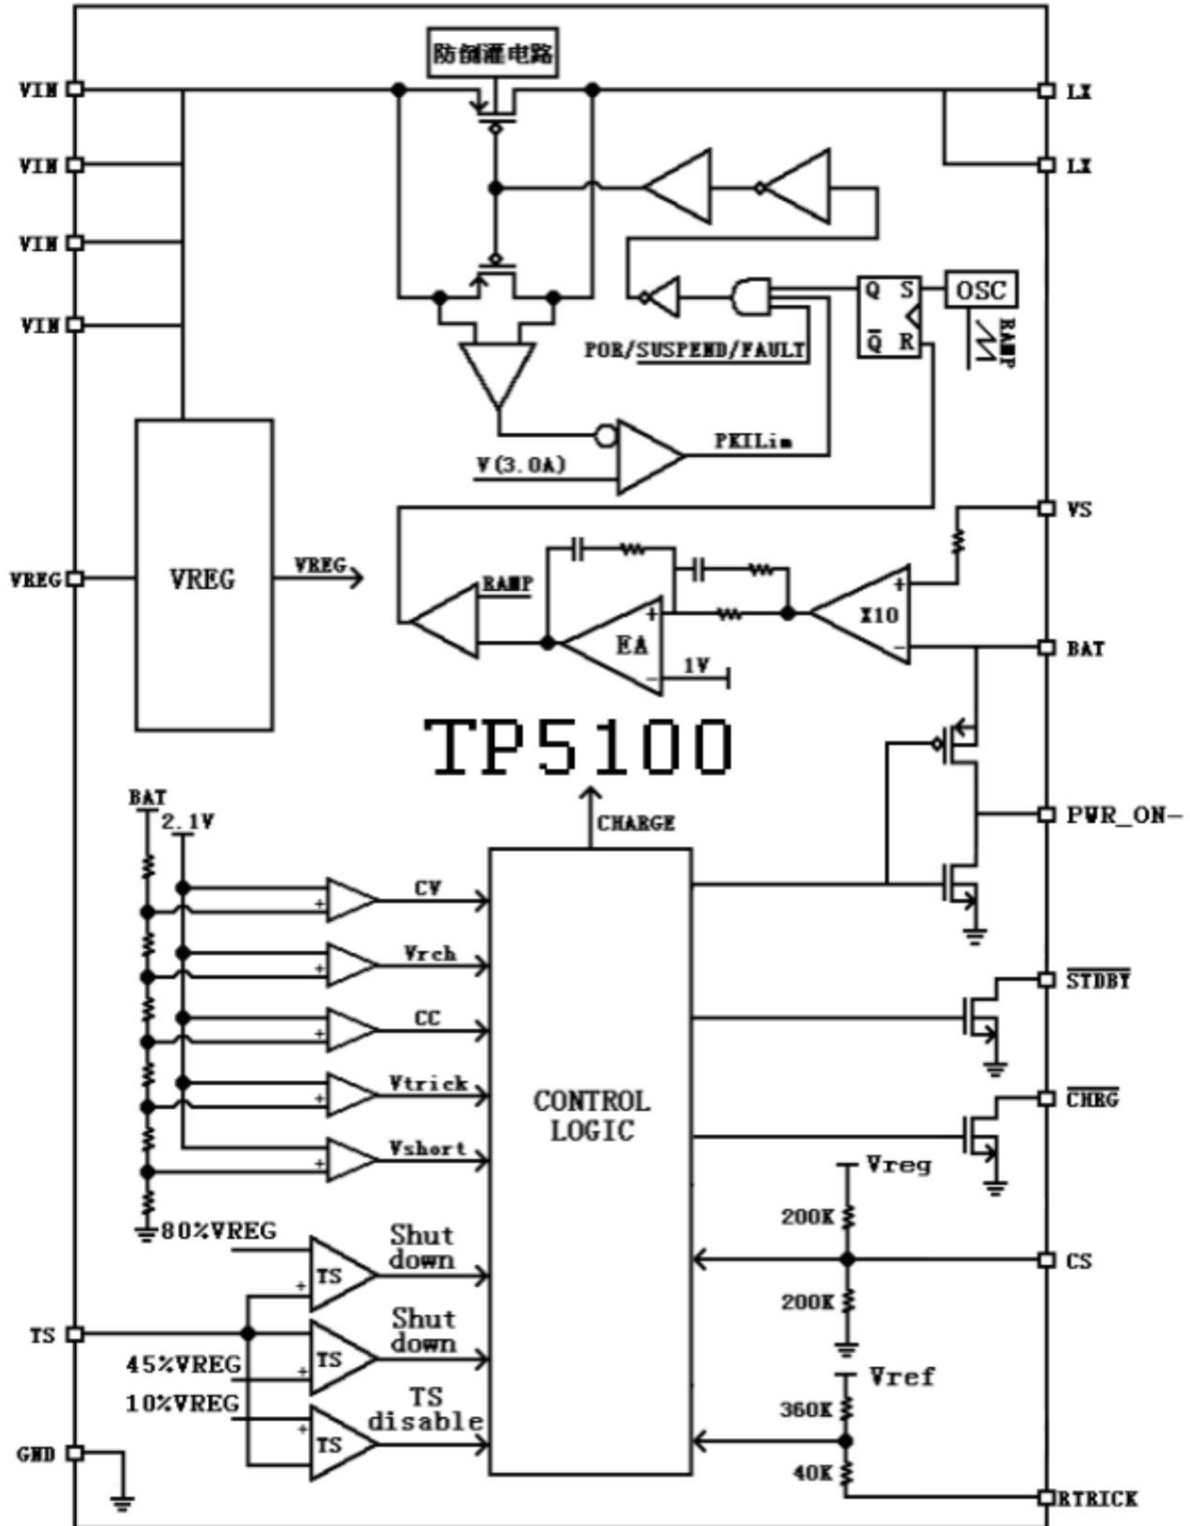 防倒灌电路
VIN
LX
VIN
LX
VIN
VIN
Q S
OSC
Q̅ R
RAMP
POR/SUSPEND/FAULT
PKILim
V(3.0A)
VS
VREG
VREG
VREG
RAMP
X10
EA
1V
BAT
TP5100
BAT
2.1V
CHARGE
PWR_ON-
CV
+
Vrch
+
S̅T̅D̅B̅Y̅
CC
+
Vtrick
+
CONTROL
LOGIC
C̅H̅R̅G̅
Vshort
+
Vreg
200K
80%VREG
Shut
down
TS
+
CS
200K
TS
Shut
down
45%VREG
TS
+
Vref
10%VREG
TS
disable
360K
+
TS
GND
40K
RTRICK